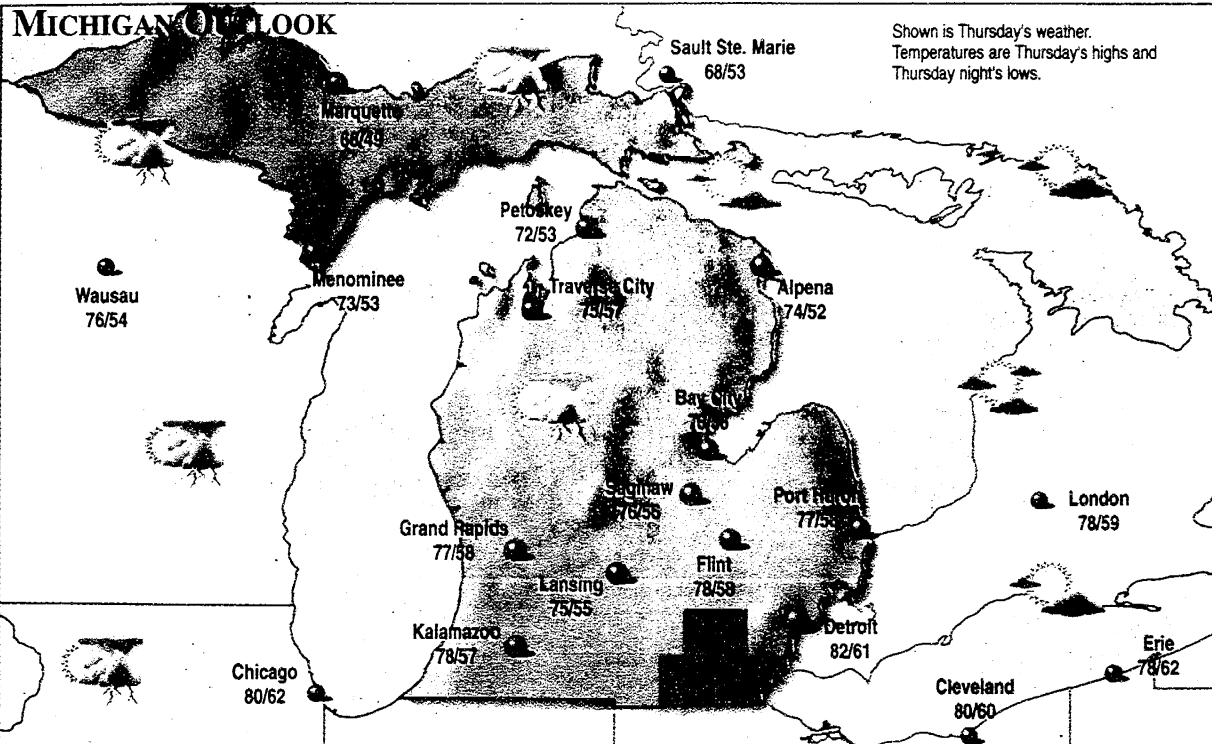 MICHIGAN OUTLOOK
Shown is Thursday's weather.
Temperatures are Thursday's highs and
Thursday night's lows.
Sault Ste. Marie
68/53
Marquette
Petoskey
72/53
Wausau
76/54
Menominee
73/53
Traverse City
75/57
Alpena
74/52
Bay City
Saginaw
76/55
Port Huron
London
78/59
Grand Rapids
77/58
Flint
78/58
Lansing
75/55
Kalamazoo
78/57
Detroit
82/61
Chicago
80/62
Erie
78/62
Cleveland
80/60